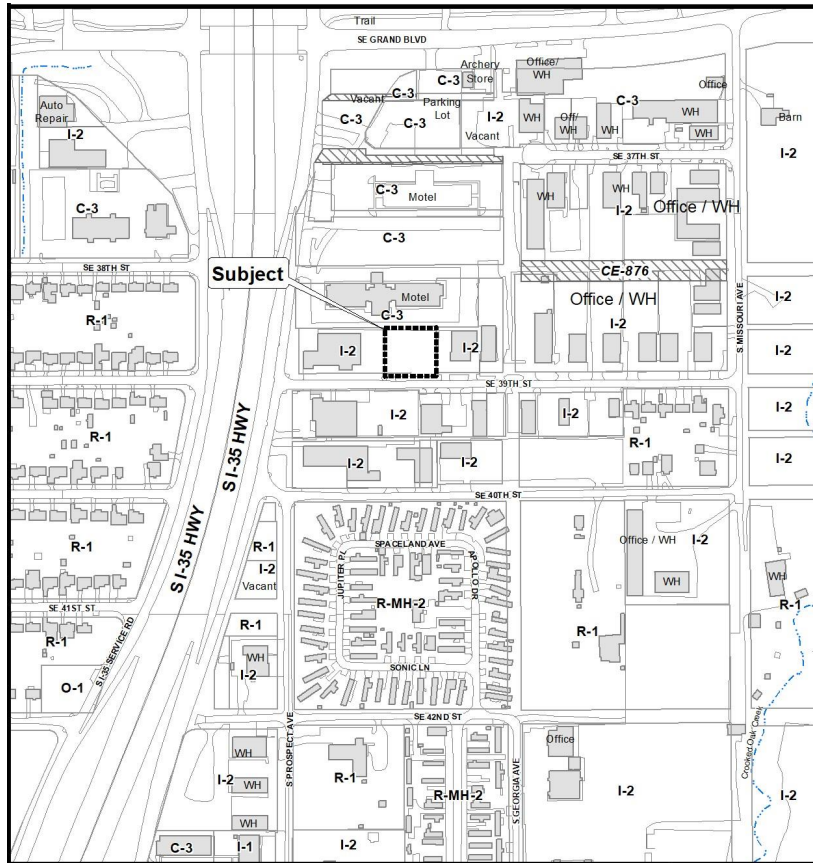 Trail
SE GRAND BLVD
Archery
Store
Office/
WH
Office
C-3
Vacant
C-3
Parking
Lot
C-3
C-3
I-2
Vacant
WH
Off/
WH
WH
C-3
WH
WH
Barn
Auto
Repair
I-2
SE 37TH ST
I-2
C-3
Motel
WH
WH
I-2
Office / WH
C-3
C-3
SE 38TH ST
Subject
CE-876
Office / WH
I-2
I-2
S. MISSOURI AVE
R-1
Motel
C-3
I-2
I-2
I-2
SE 39TH ST
I-2
I-2
I-2
R-1
R-1
S I-35 HWY
S I-35 HWY
I-2
I-2
I-2
SE 40TH ST
R-1
R-1
I-2
Vacant
JUPITER PL
SPACELAND AVE
APOLLO DR
R-MH-2
SONIC LN
Office / WH
I-2
WH
WH
R-1
R-1
SE 41ST ST
R-1
O-1
S I-35 SERVICE RD
R-1
WH
I-2
S PROSPECT AVE
SE 42ND ST
S GEORGIA AVE
Crooked Oak Creek
WH
I-2
WH
WH
R-1
R-MH-2
Office
I-2
I-2
C-3
I-1
I-2